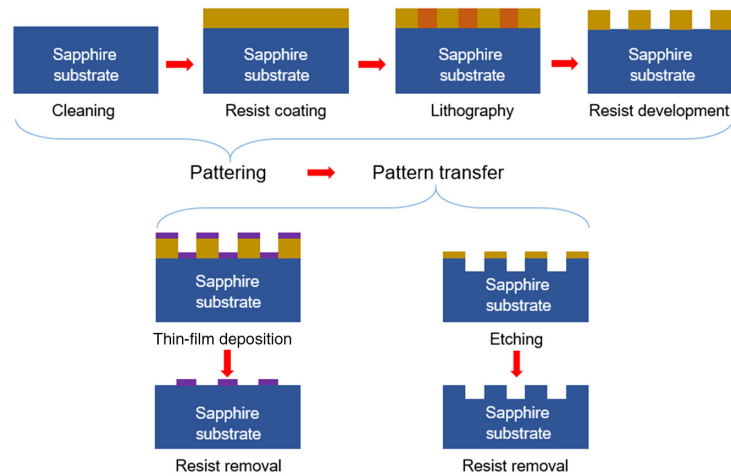 Sapphire
substrate
Sapphire
substrate
Sapphire
substrate
Sapphire
substrate
Cleaning
Resist coating
Lithography
Resist development
Pattering
Pattern transfer
Sapphire
substrate
Sapphire
substrate
Thin-film deposition
Etching
Sapphire
substrate
Sapphire
substrate
Resist removal
Resist removal